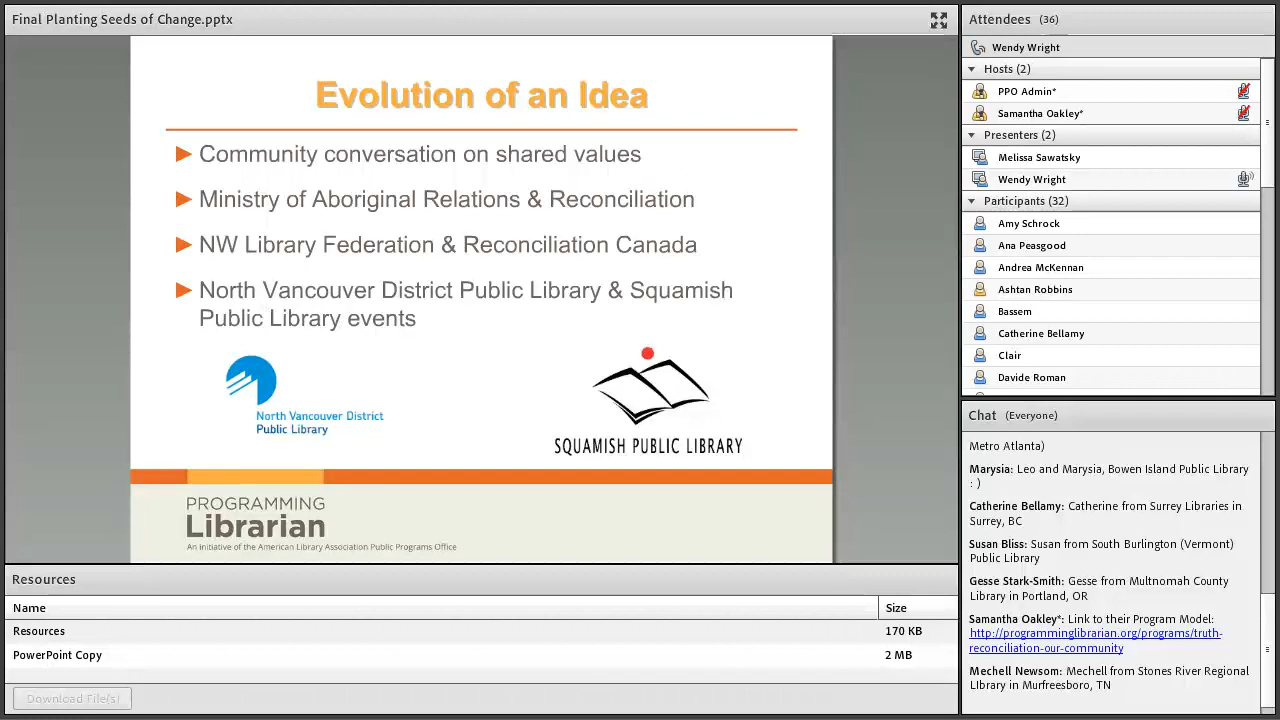 Final Planting Seeds of Change.pptx
Evolution of an Idea
Community conversation on shared values
Ministry of Aboriginal Relations & Reconciliation
NW Library Federation & Reconciliation Canada
North Vancouver District Public Library & Squamish
Public Library events
North Vancouver District
Public Library
SQUAMISH PUBLIC LIBRARY
PROGRAMMING
Librarian
An initiative of the American Library Association Public Programs Office
Resources
Name Size
Resources 170 KB
PowerPoint Copy 2 MB
Download File(s)
Attendees (36)
Wendy Wright
Hosts (2)
PPO Admin*
Samantha Oakley*
Presenters (2)
Melissa Sawatsky
Wendy Wright
Participants (32)
Amy Schrock
Ana Peasgood
Andrea McKennan
Ashtan Robbins
Bassem
Catherine Bellamy
Clair
Davide Roman
Chat (Everyone)
Metro Atlanta)
Marysia: Leo and Marysia, Bowen Island Public Library
: )
Catherine Bellamy: Catherine from Surrey Libraries in
Surrey, BC
Susan Bliss: Susan from South Burlington (Vermont)
Public Library
Gesse Stark-Smith: Gesse from Multnomah County
Library in Portland, OR
Samantha Oakley*: Link to their Program Model:
http://programminglibrarian.org/programs/truth-
reconciliation-our-community
Mechell Newsom: Mechell from Stones River Regional
LIbrary in Murfreesboro, TN